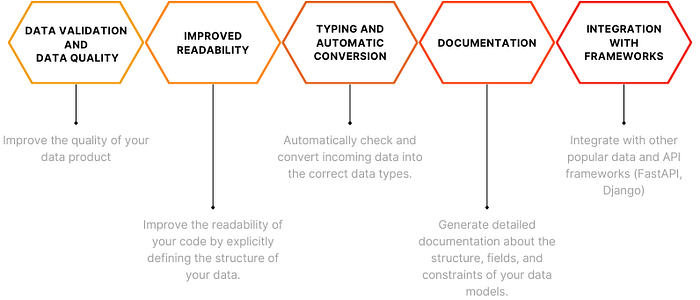 DATA VALIDATION
AND
DATA QUALITY
IMPROVED
READABILITY
TYPING AND
AUTOMATIC
CONVERSION
DOCUMENTATION
INTEGRATION
WITH
FRAMEWORKS
Improve the quality of your
data product
Automatically check and
convert incoming data into
the correct data types.
Integrate with other
popular data and API
frameworks (FastAPI,
Django)
Improve the readability of
your code by explicitly
defining the structure of
your data.
Generate detailed
documentation about the
structure, fields, and
constraints of your data
models.